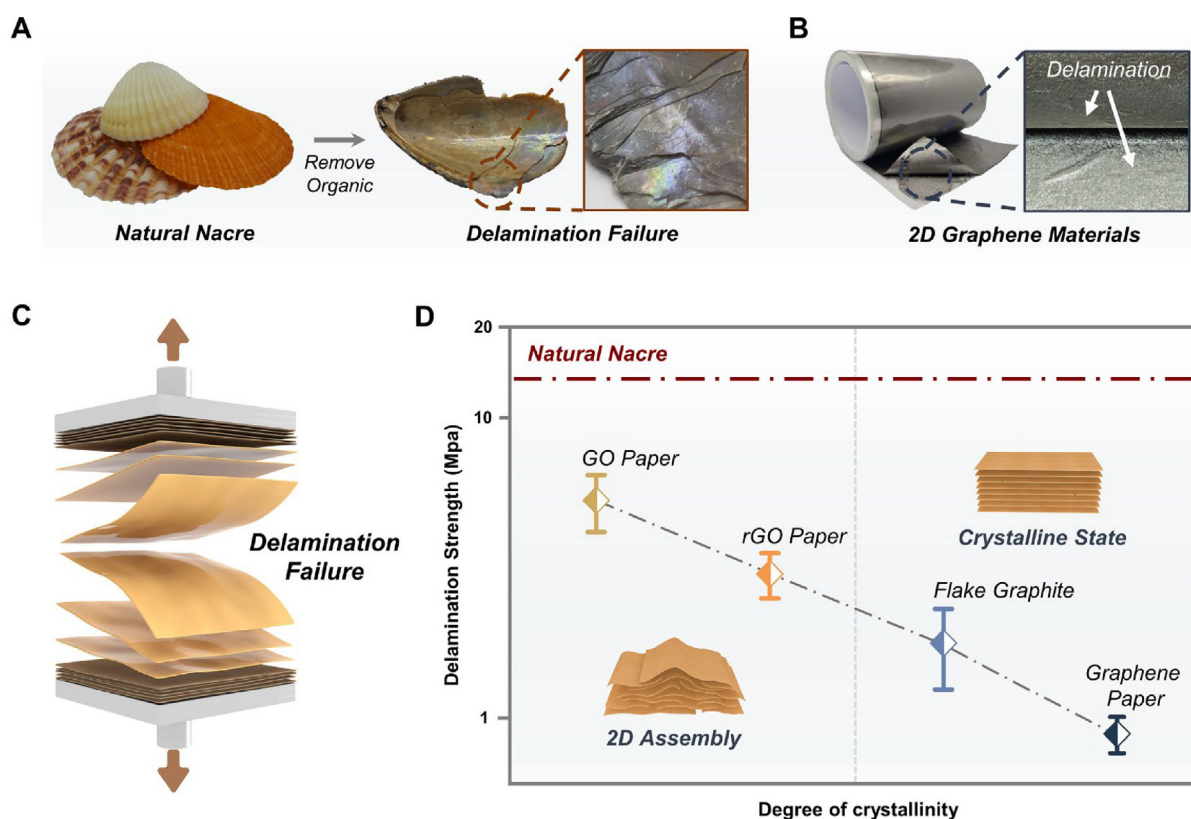 A
Remove
Organic
Natural Nacre
Delamination Failure
B
Delamination
2D Graphene Materials
C
Delamination
Failure
D
Delamination Strength (Mpa)
20
10
1
Natural Nacre
GO Paper
rGO Paper
Crystalline State
Flake Graphite
Graphene
Paper
2D Assembly
Degree of crystallinity